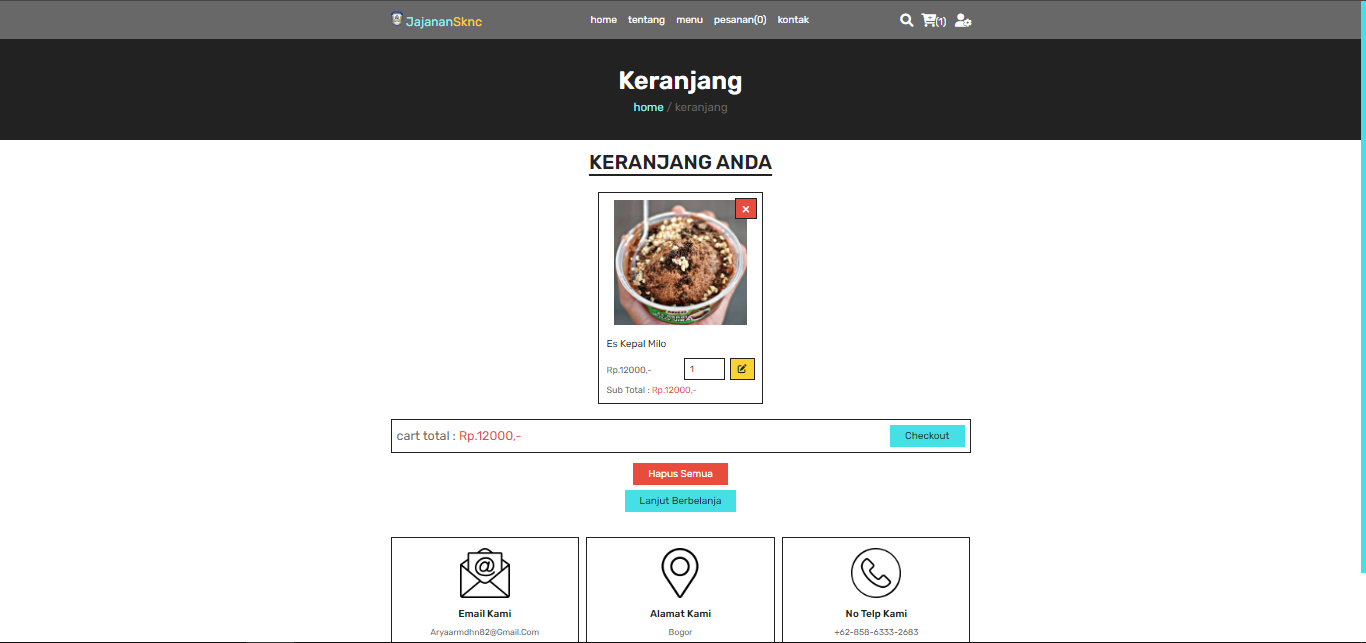 JajananSknc
home tentang menu pesanan(0) kontak
(1)
Keranjang
home / keranjang
KERANJANG ANDA
Es Kepal Milo
Rp.12000,- 1
Sub Total : Rp.12000,-
cart total : Rp.12000,- Checkout
Hapus Semua
Lanjut Berbelanja
Email Kami
Aryaarmdhn82@Gmail.Com
Alamat Kami
Bogor
No Telp Kami
+62-858-6333-2683